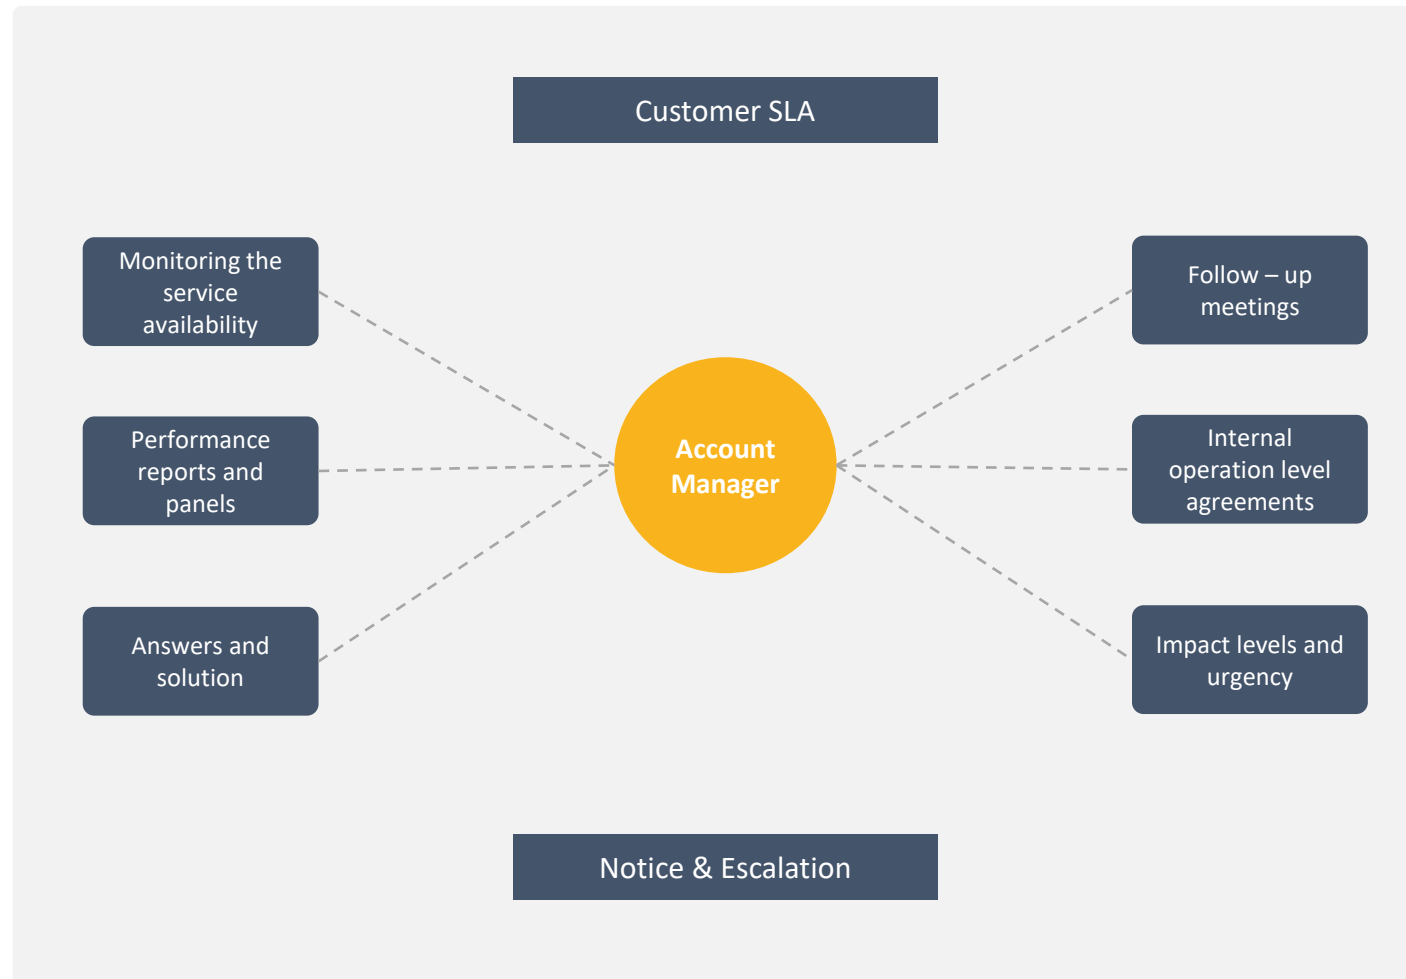 Customer SLA
Monitoring the
service
availability
Performance
reports and
panels
Answers and
solution
Account
Manager
Follow – up
meetings
Internal
operation level
agreements
Impact levels and
urgency
Notice & Escalation